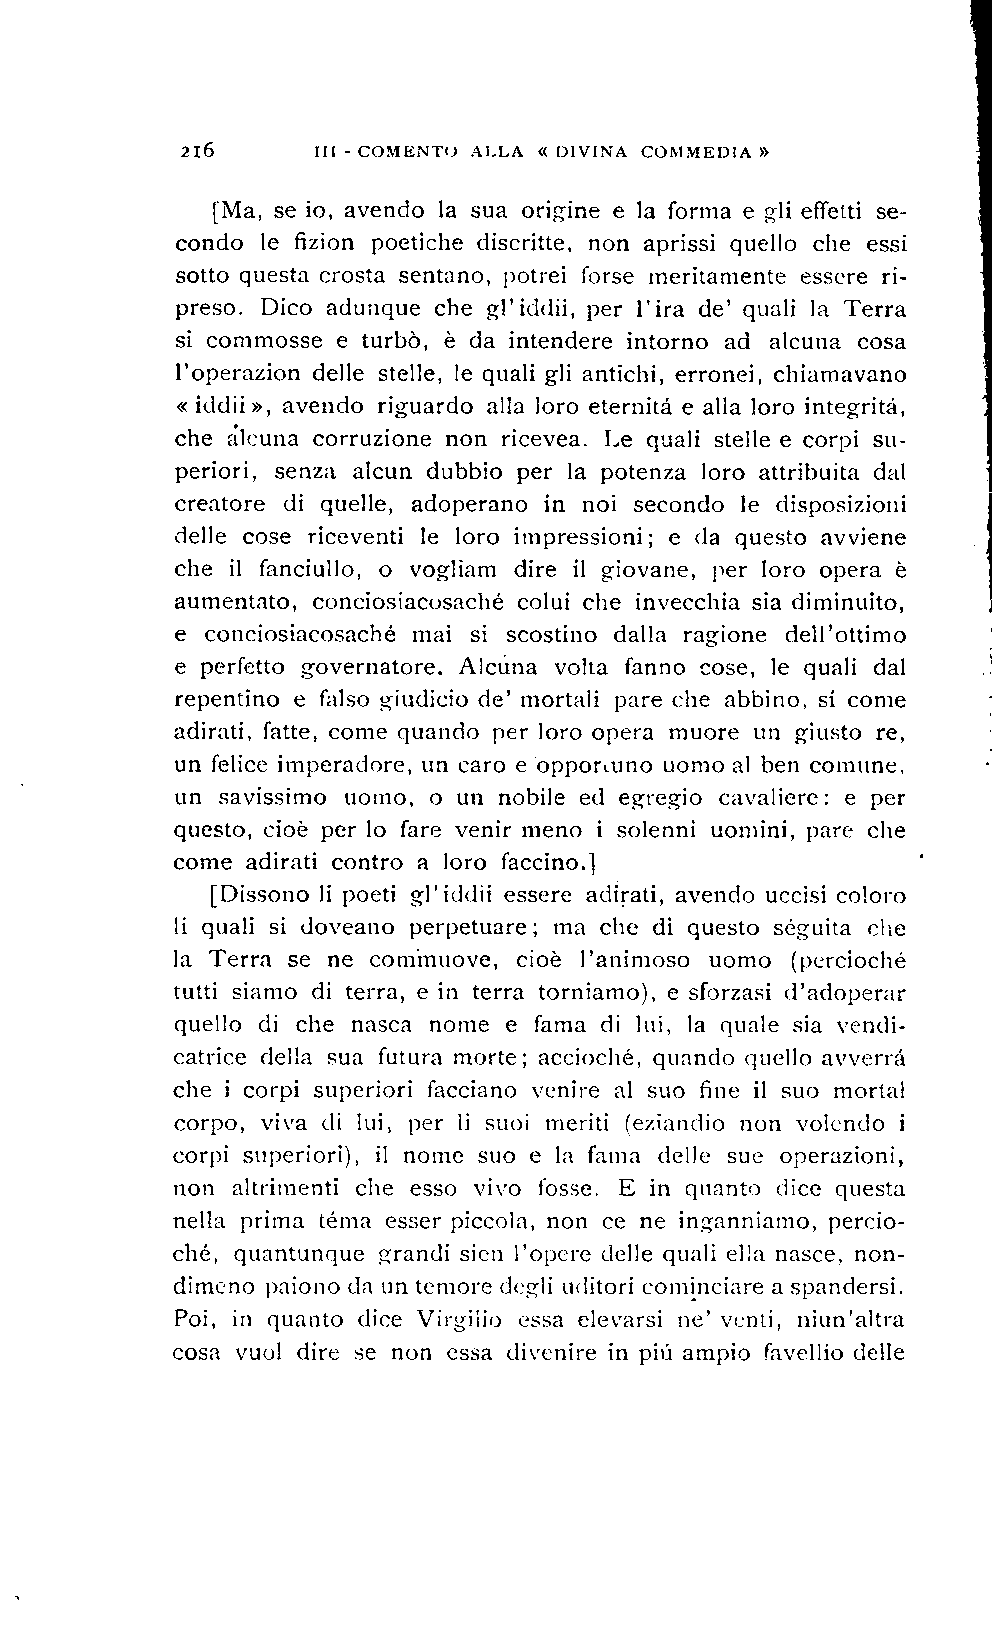 216 III - COMENTO ALLA « DIVINA COMMEDIA »
[Ma, se io, avendo la sua origine e la forma e gli effetti se-
condo le fizion poetiche discritte, non aprissi quello che essi
sotto questa crosta sentano, potrei forse meritamente essere ri-
preso. Dico adunque che gl'iddii, per l'ira de' quali la Terra
si commosse e turbò, è da intendere intorno ad alcuna cosa
l'operazion delle stelle, le quali gli antichi, erronei, chiamavano
« iddii », avendo riguardo alla loro eternitá e alla loro integritá,
che alcuna corruzione non ricevea. Le quali stelle e corpi su-
periori, senza alcun dubbio per la potenza loro attribuita dal
creatore di quelle, adoperano in noi secondo le disposizioni
delle cose riceventi le loro impressioni; e da questo avviene
che il fanciullo, o vogliam dire il giovane, per loro opera è
aumentato, conciosiacosaché colui che invecchia sia diminuito,
e conciosiacosaché mai si scostino dalla ragione dell'ottimo
e perfetto governatore. Alcuna volta fanno cose, le quali dal
repentino e falso giudicio de' mortali pare che abbino, sí come
adirati, fatte, come quando per loro opera muore un giusto re,
un felice imperadore, un caro e opportuno uomo al ben comune,
un savissimo uomo, o un nobile ed egregio cavaliere: e per
questo, cioè per lo fare venir meno i solenni uomini, pare che
come adirati contro a loro faccino.]
[Dissono li poeti gl'iddii essere adirati, avendo uccisi coloro
li quali si doveano perpetuare; ma che di questo séguita che
la Terra se ne commuove, cioè l'animoso uomo (percioché
tutti siamo di terra, e in terra torniamo), e sforzasi d'adoperar
quello di che nasca nome e fama di lui, la quale sia vendi-
catrice della sua futura morte; accioché, quando quello avverrá
che i corpi superiori facciano venire al suo fine il suo mortal
corpo, viva di lui, per li suoi meriti (eziandio non volendo i
corpi superiori), il nome suo e la fama delle sue operazioni,
non altrimenti che esso vivo fosse. E in quanto dice questa
nella prima téma esser piccola, non ce ne inganniamo, percio-
ché, quantunque grandi sien l'opere delle quali ella nasce, non-
dimeno paiono da un temore degli uditori cominciare a spandersi.
Poi, in quanto dice Virgilio essa elevarsi ne' venti, niun'altra
cosa vuol dire se non essa divenire in piú ampio favellio delle